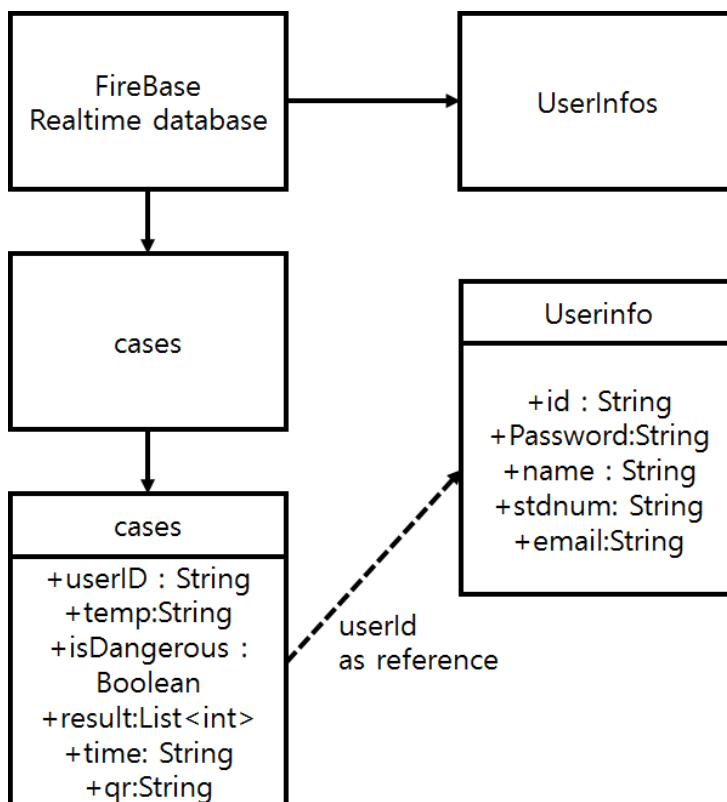 FireBase
Realtime database
UserInfos
cases
Userinfo
+id : String
+Password:String
+name : String
+stdnum: String
+email:String
cases
+userID : String
+temp:String
+isDangerous :
Boolean
+result:List<int>
+time: String
+qr:String
userId
as reference